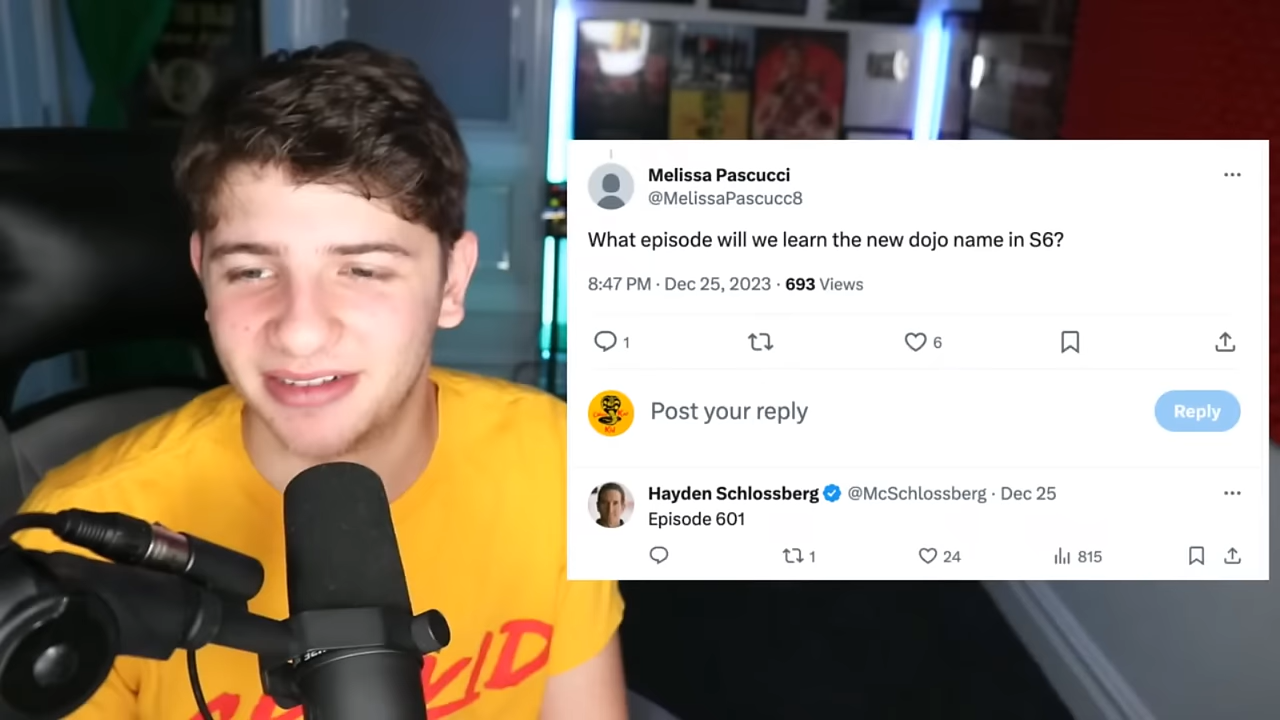 Melissa Pascucci
@MelissaPascucc8
What episode will we learn the new dojo name in S6?
8:47 PM · Dec 25, 2023 · 693 Views
1
6
Post your reply
Reply
Hayden Schlossberg @McSchlossberg · Dec 25
Episode 601
1
24
815
KID